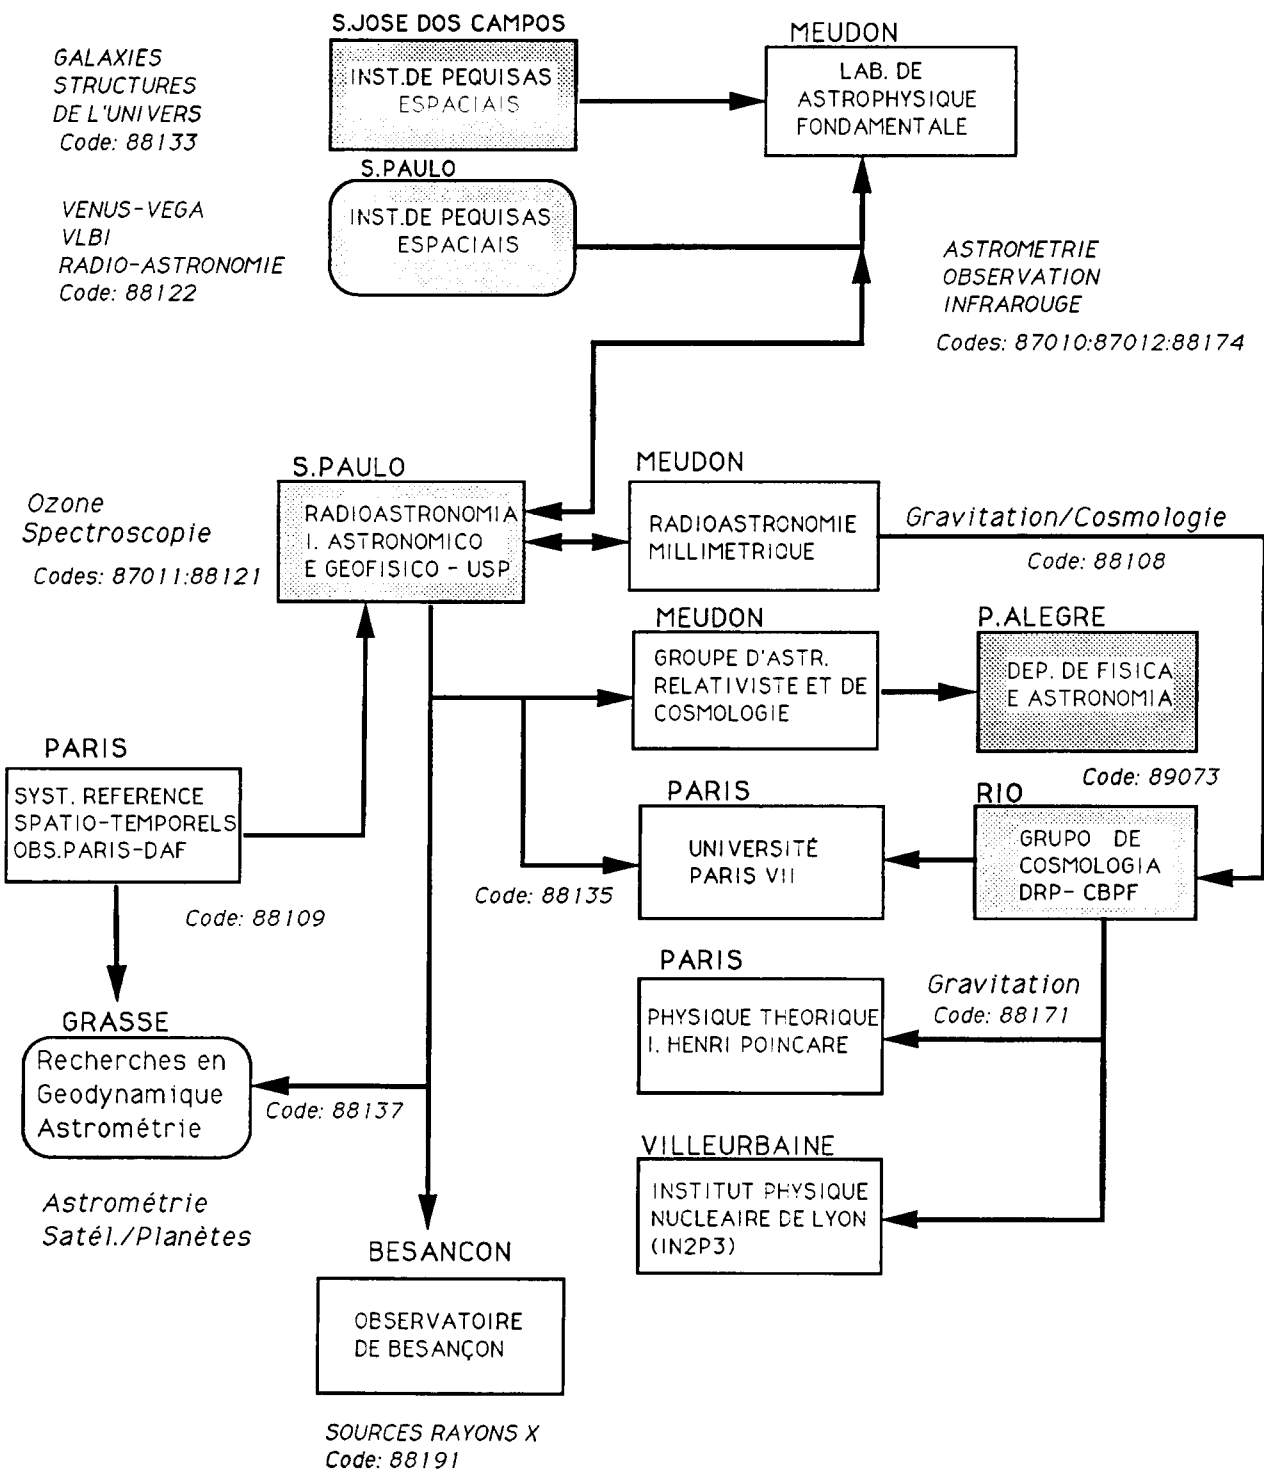 S.JOSE DOS CAMPOS
INST.DE PEQUISAS
ESPACIAIS
MEUDON
LAB. DE
ASTROPHYSIQUE
FONDAMENTALE
GALAXIES
STRUCTURES
DE L'UNIVERS
Code: 88133
S.PAULO
INST.DE PEQUISAS
ESPACIAIS
VENUS-VEGA
VLBI
RADIO-ASTRONOMIE
Code: 88122
ASTROMETRIE
OBSERVATION
INFRAROUGE
Codes: 87010:87012:88174
S.PAULO
RADIOASTRONOMIA
I. ASTRONOMICO
E GEOFISICO - USP
Ozone
Spectroscopie
Codes: 87011:88121
MEUDON
RADIOASTRONOMIE
MILLIMETRIQUE
Gravitation/Cosmologie
Code: 88108
MEUDON
GROUPE D'ASTR.
RELATIVISTE ET DE
COSMOLOGIE
P.ALEGRE
DEP. DE FISICA
E ASTRONOMIA
Code: 89073
PARIS
SYST. REFERENCE
SPATIO-TEMPORELS
OBS.PARIS-DAF
Code: 88109
PARIS
UNIVERSITÉ
PARIS VII
Code: 88135
RIO
GRUPO DE
COSMOLOGIA
DRP- CBPF
PARIS
PHYSIQUE THEORIQUE
I. HENRI POINCARE
Gravitation
Code: 88171
GRASSE
Recherches en
Geodynamique
Astrométrie
Code: 88137
Astrométrie
Satél./Planètes
VILLEURBAINE
INSTITUT PHYSIQUE
NUCLEAIRE DE LYON
(IN2P3)
BESANCON
OBSERVATOIRE
DE BESANÇON
SOURCES RAYONS X
Code: 88191